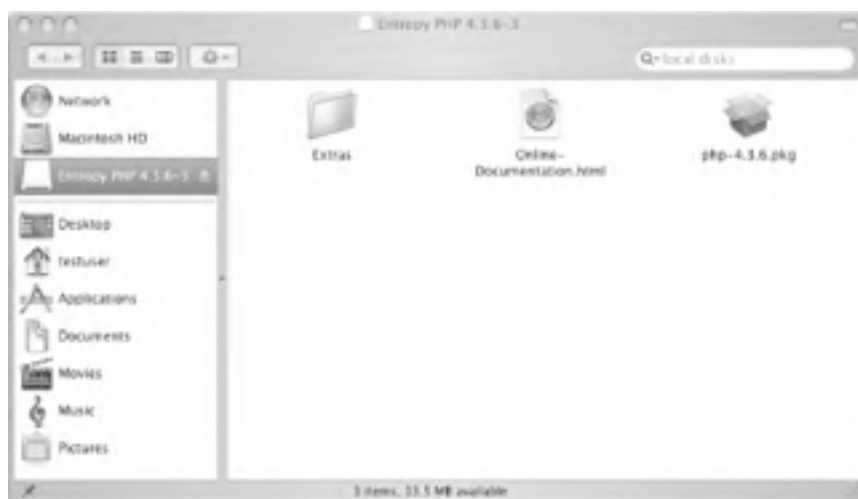 Entropy PHP 4.3.6-3
local disks
Network
Macintosh HD
Entropy PHP 4.3.6-3
Desktop
testuser
Applications
Documents
Movies
Music
Pictures
Extras
Online-
Documentation.html
php-4.3.6.pkg
3 items, 33.5 MB available